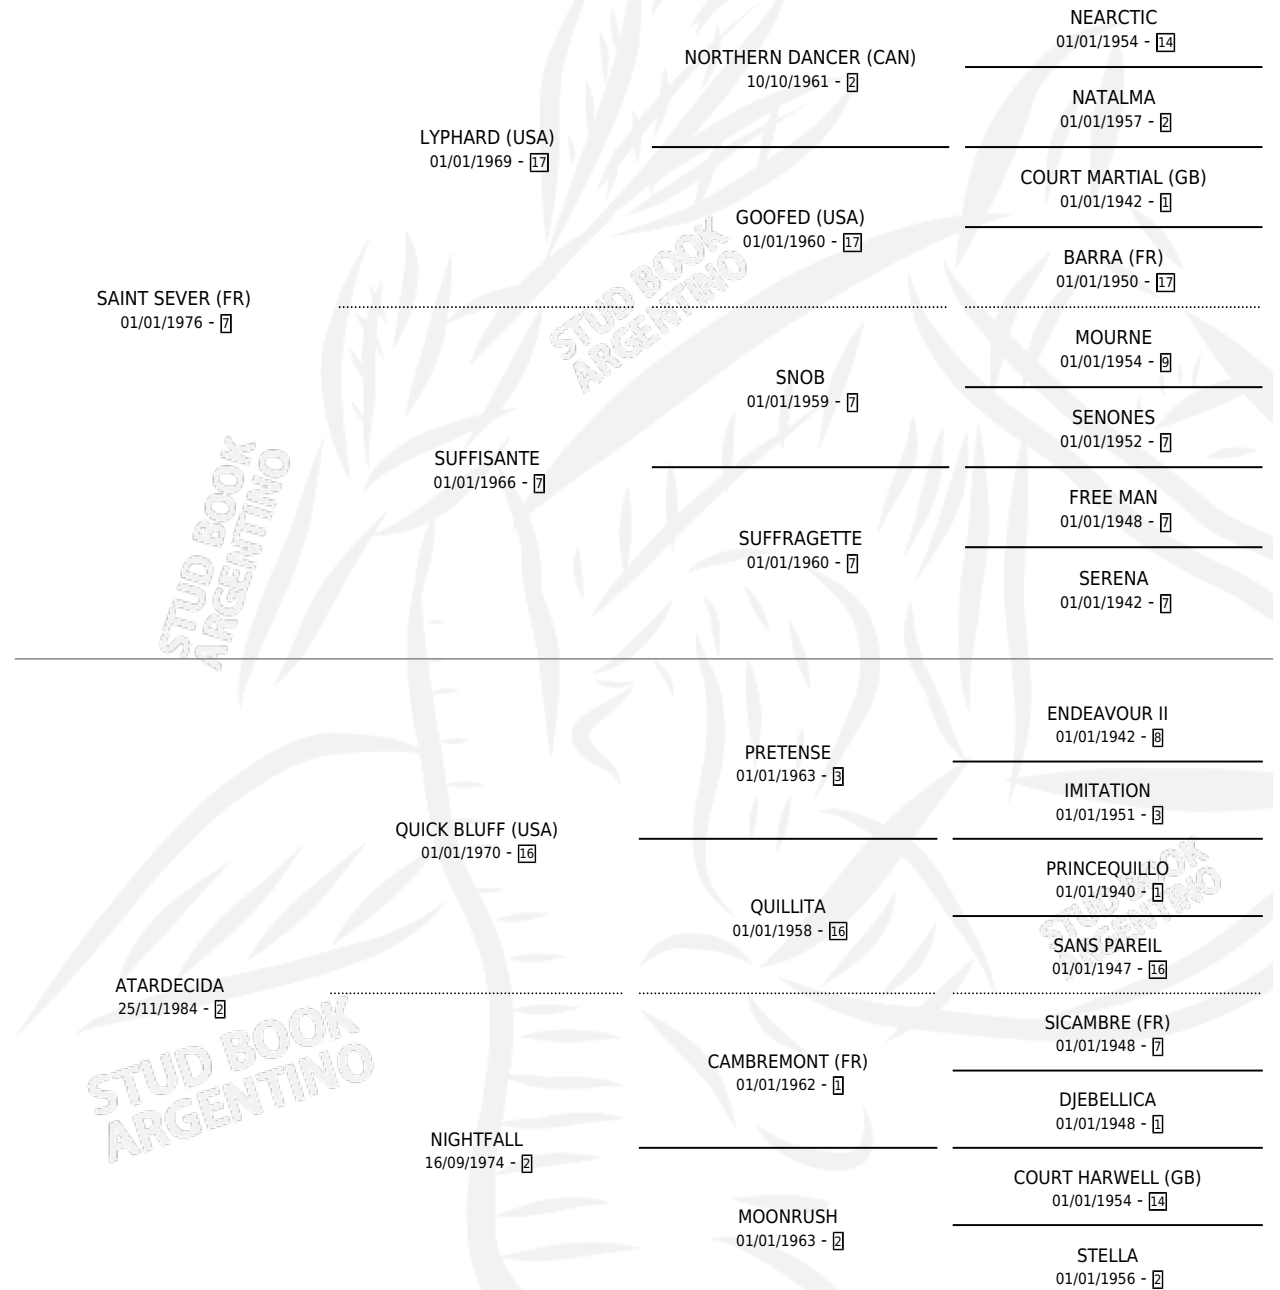 NEARCTIC
01/01/1954 - 14
NORTHERN DANCER (CAN)
10/10/1961 - 2
NATALMA
01/01/1957 - 2
LYPHARD (USA)
01/01/1969 - 17
COURT MARTIAL (GB)
01/01/1942 - 1
GOOFED (USA)
01/01/1960 - 17
BARRA (FR)
01/01/1950 - 17
SAINT SEVER (FR)
01/01/1976 - 7
STUD BOOK
ARGENTINO
MOURNE
01/01/1954 - 9
SNOB
01/01/1959 - 7
SENONES
01/01/1952 - 7
SUFFISANTE
01/01/1966 - 7
FREE MAN
01/01/1948 - 7
SUFFRAGETTE
01/01/1960 - 7
SERENA
01/01/1942 - 7
STUD BOOK
ARGENTINO
ENDEAVOUR II
01/01/1942 - 8
PRETENSE
01/01/1963 - 3
IMITATION
01/01/1951 - 3
QUICK BLUFF (USA)
01/01/1970 - 16
PRINCEQUILLO
01/01/1940 - 1
QUILLITA
01/01/1958 - 16
SANS PAREIL
01/01/1947 - 16
STUD BOOK
ARGENTINO
ATARDECIDA
25/11/1984 - 2
SICAMBRE (FR)
01/01/1948 - 7
CAMBREMONT (FR)
01/01/1962 - 1
DJEBELLICA
01/01/1948 - 1
STUD BOOK
ARGENTINO
NIGHTFALL
16/09/1974 - 2
COURT HARWELL (GB)
01/01/1954 - 14
MOONRUSH
01/01/1963 - 2
STELLA
01/01/1956 - 2